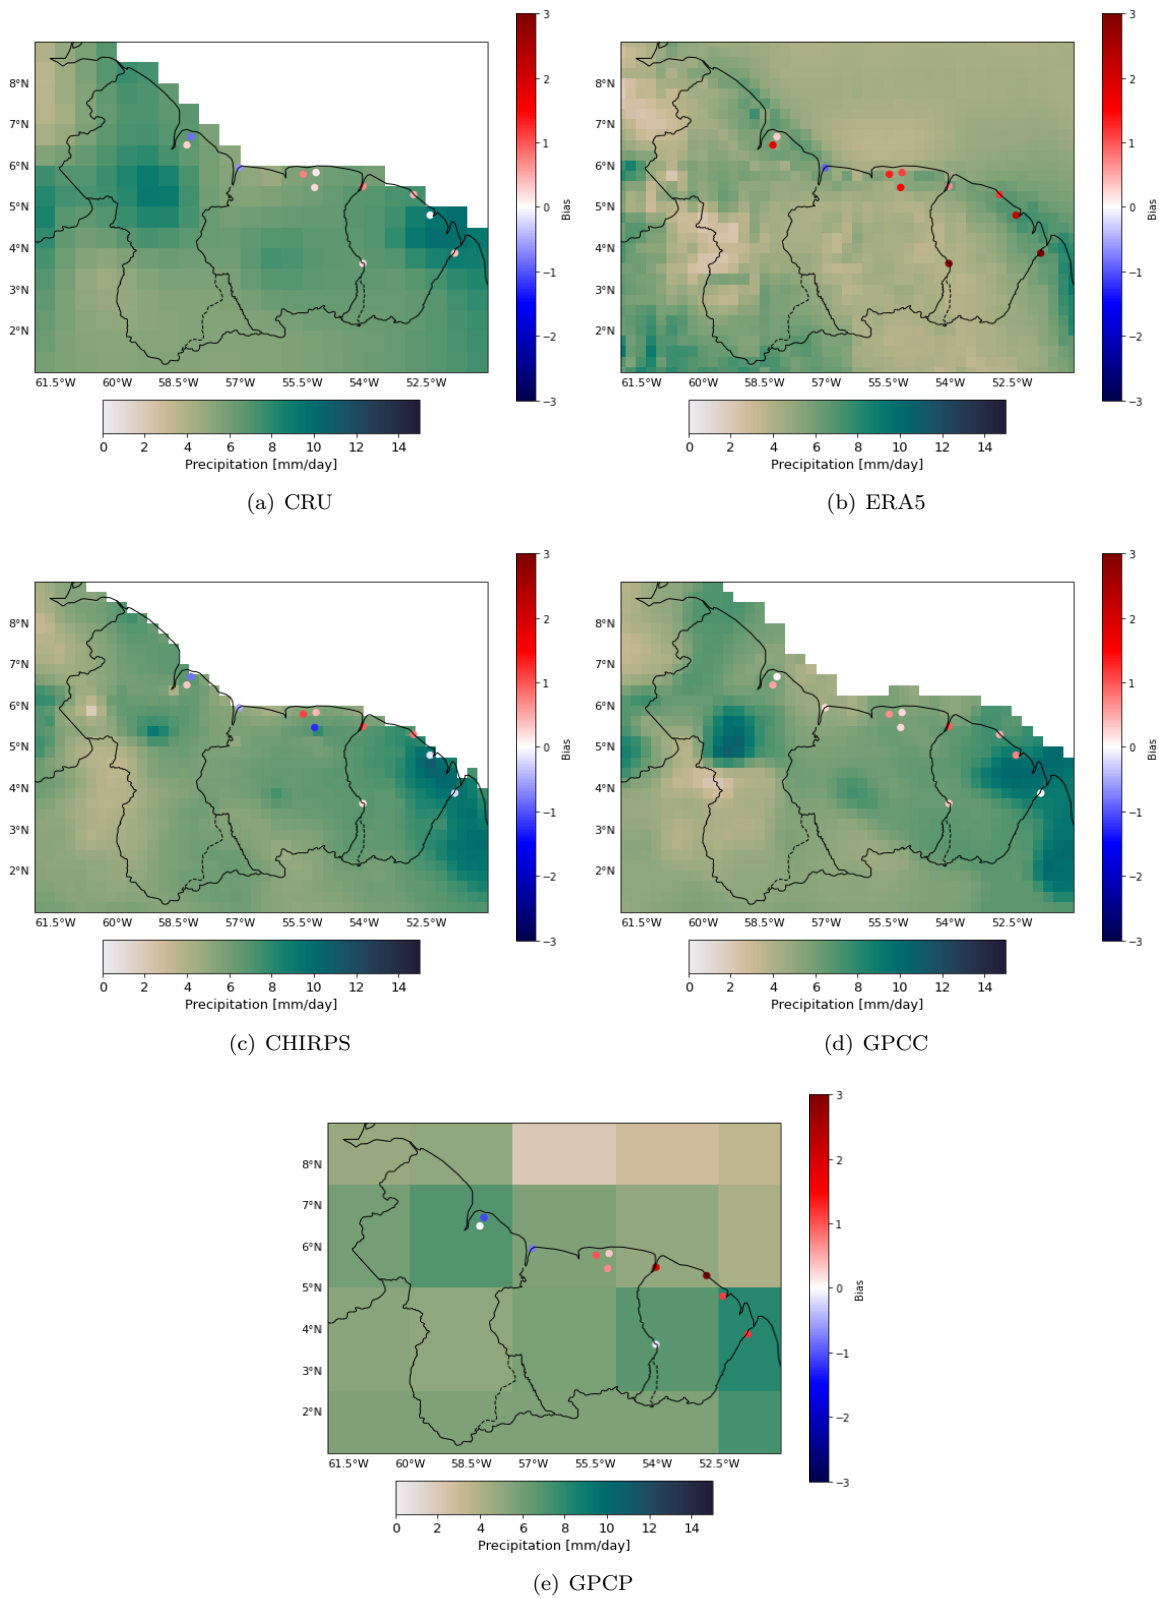 3
2
1
0
−1
−2
−3
Bias
8°N
7°N
6°N
5°N
4°N
3°N
2°N
61.5°W 60°W 58.5°W 57°W 55.5°W 54°W 52.5°W
0 2 4 6 8 10 12 14
Precipitation [mm/day]
(a) CRU
3
2
1
0
−1
−2
−3
Bias
8°N
7°N
6°N
5°N
4°N
3°N
2°N
61.5°W 60°W 58.5°W 57°W 55.5°W 54°W 52.5°W
0 2 4 6 8 10 12 14
Precipitation [mm/day]
(b) ERA5
3
2
1
0
−1
−2
−3
Bias
8°N
7°N
6°N
5°N
4°N
3°N
2°N
61.5°W 60°W 58.5°W 57°W 55.5°W 54°W 52.5°W
0 2 4 6 8 10 12 14
Precipitation [mm/day]
(c) CHIRPS
3
2
1
0
−1
−2
−3
Bias
8°N
7°N
6°N
5°N
4°N
3°N
2°N
61.5°W 60°W 58.5°W 57°W 55.5°W 54°W 52.5°W
0 2 4 6 8 10 12 14
Precipitation [mm/day]
(d) GPCC
3
2
1
0
−1
−2
−3
Bias
8°N
7°N
6°N
5°N
4°N
3°N
2°N
61.5°W 60°W 58.5°W 57°W 55.5°W 54°W 52.5°W
0 2 4 6 8 10 12 14
Precipitation [mm/day]
(e) GPCP